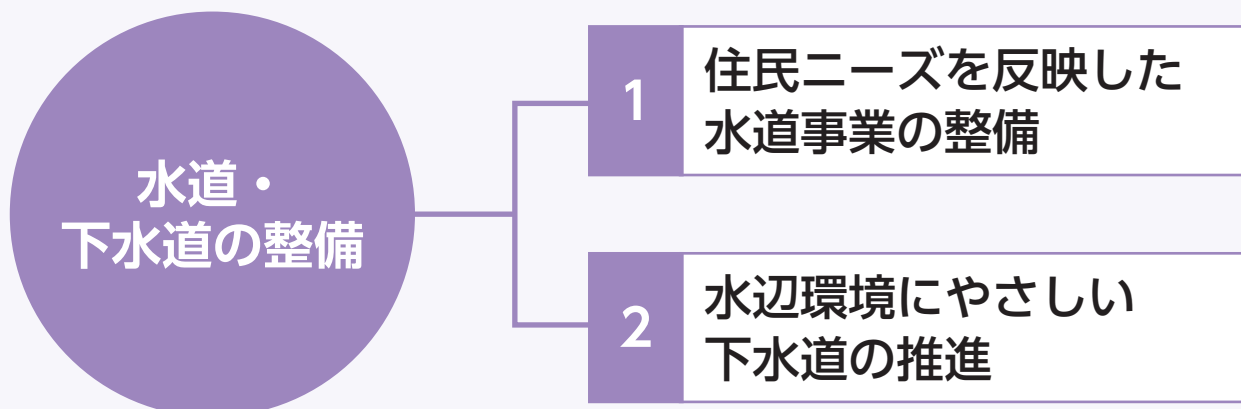 水道・
下水道の整備
1
住民ニーズを反映した
水道事業の整備
2
水辺環境にやさしい
下水道の推進